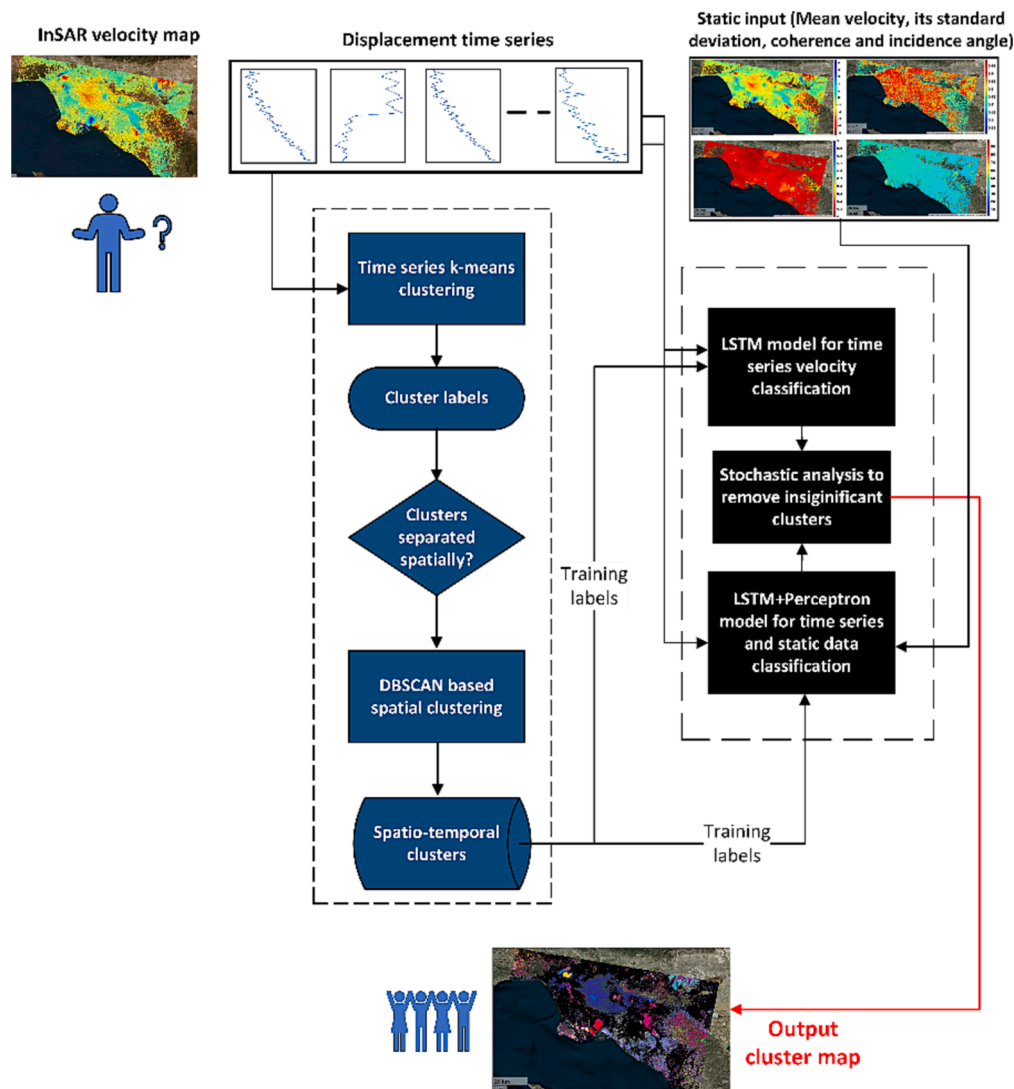 InSAR velocity map
Displacement time series
Static input (Mean velocity, its standard
deviation, coherence and incidence angle)
?
Time series k-means
clustering
Cluster labels
Clusters
separated
spatially?
DBSCAN based
spatial clustering
Spatio-temporal
clusters
Training
labels
Training
labels
LSTM model for time
series velocity
classification
Stochastic analysis to
remove insiginificant
clusters
LSTM+Perceptron
model for time series
and static data
classification
Output
cluster map
20 km